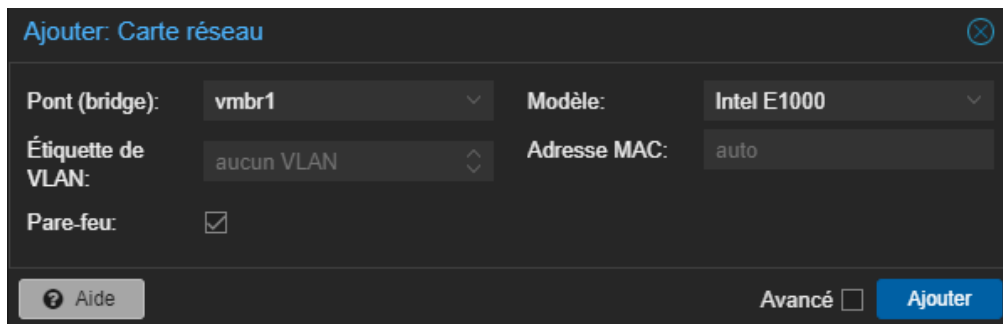 Ajouter: Carte réseau
Pont (bridge): vmbr1 Modèle: Intel E1000
Étiquette de VLAN: aucun VLAN Adresse MAC: auto
Pare-feu:
Aide Avancé Ajouter